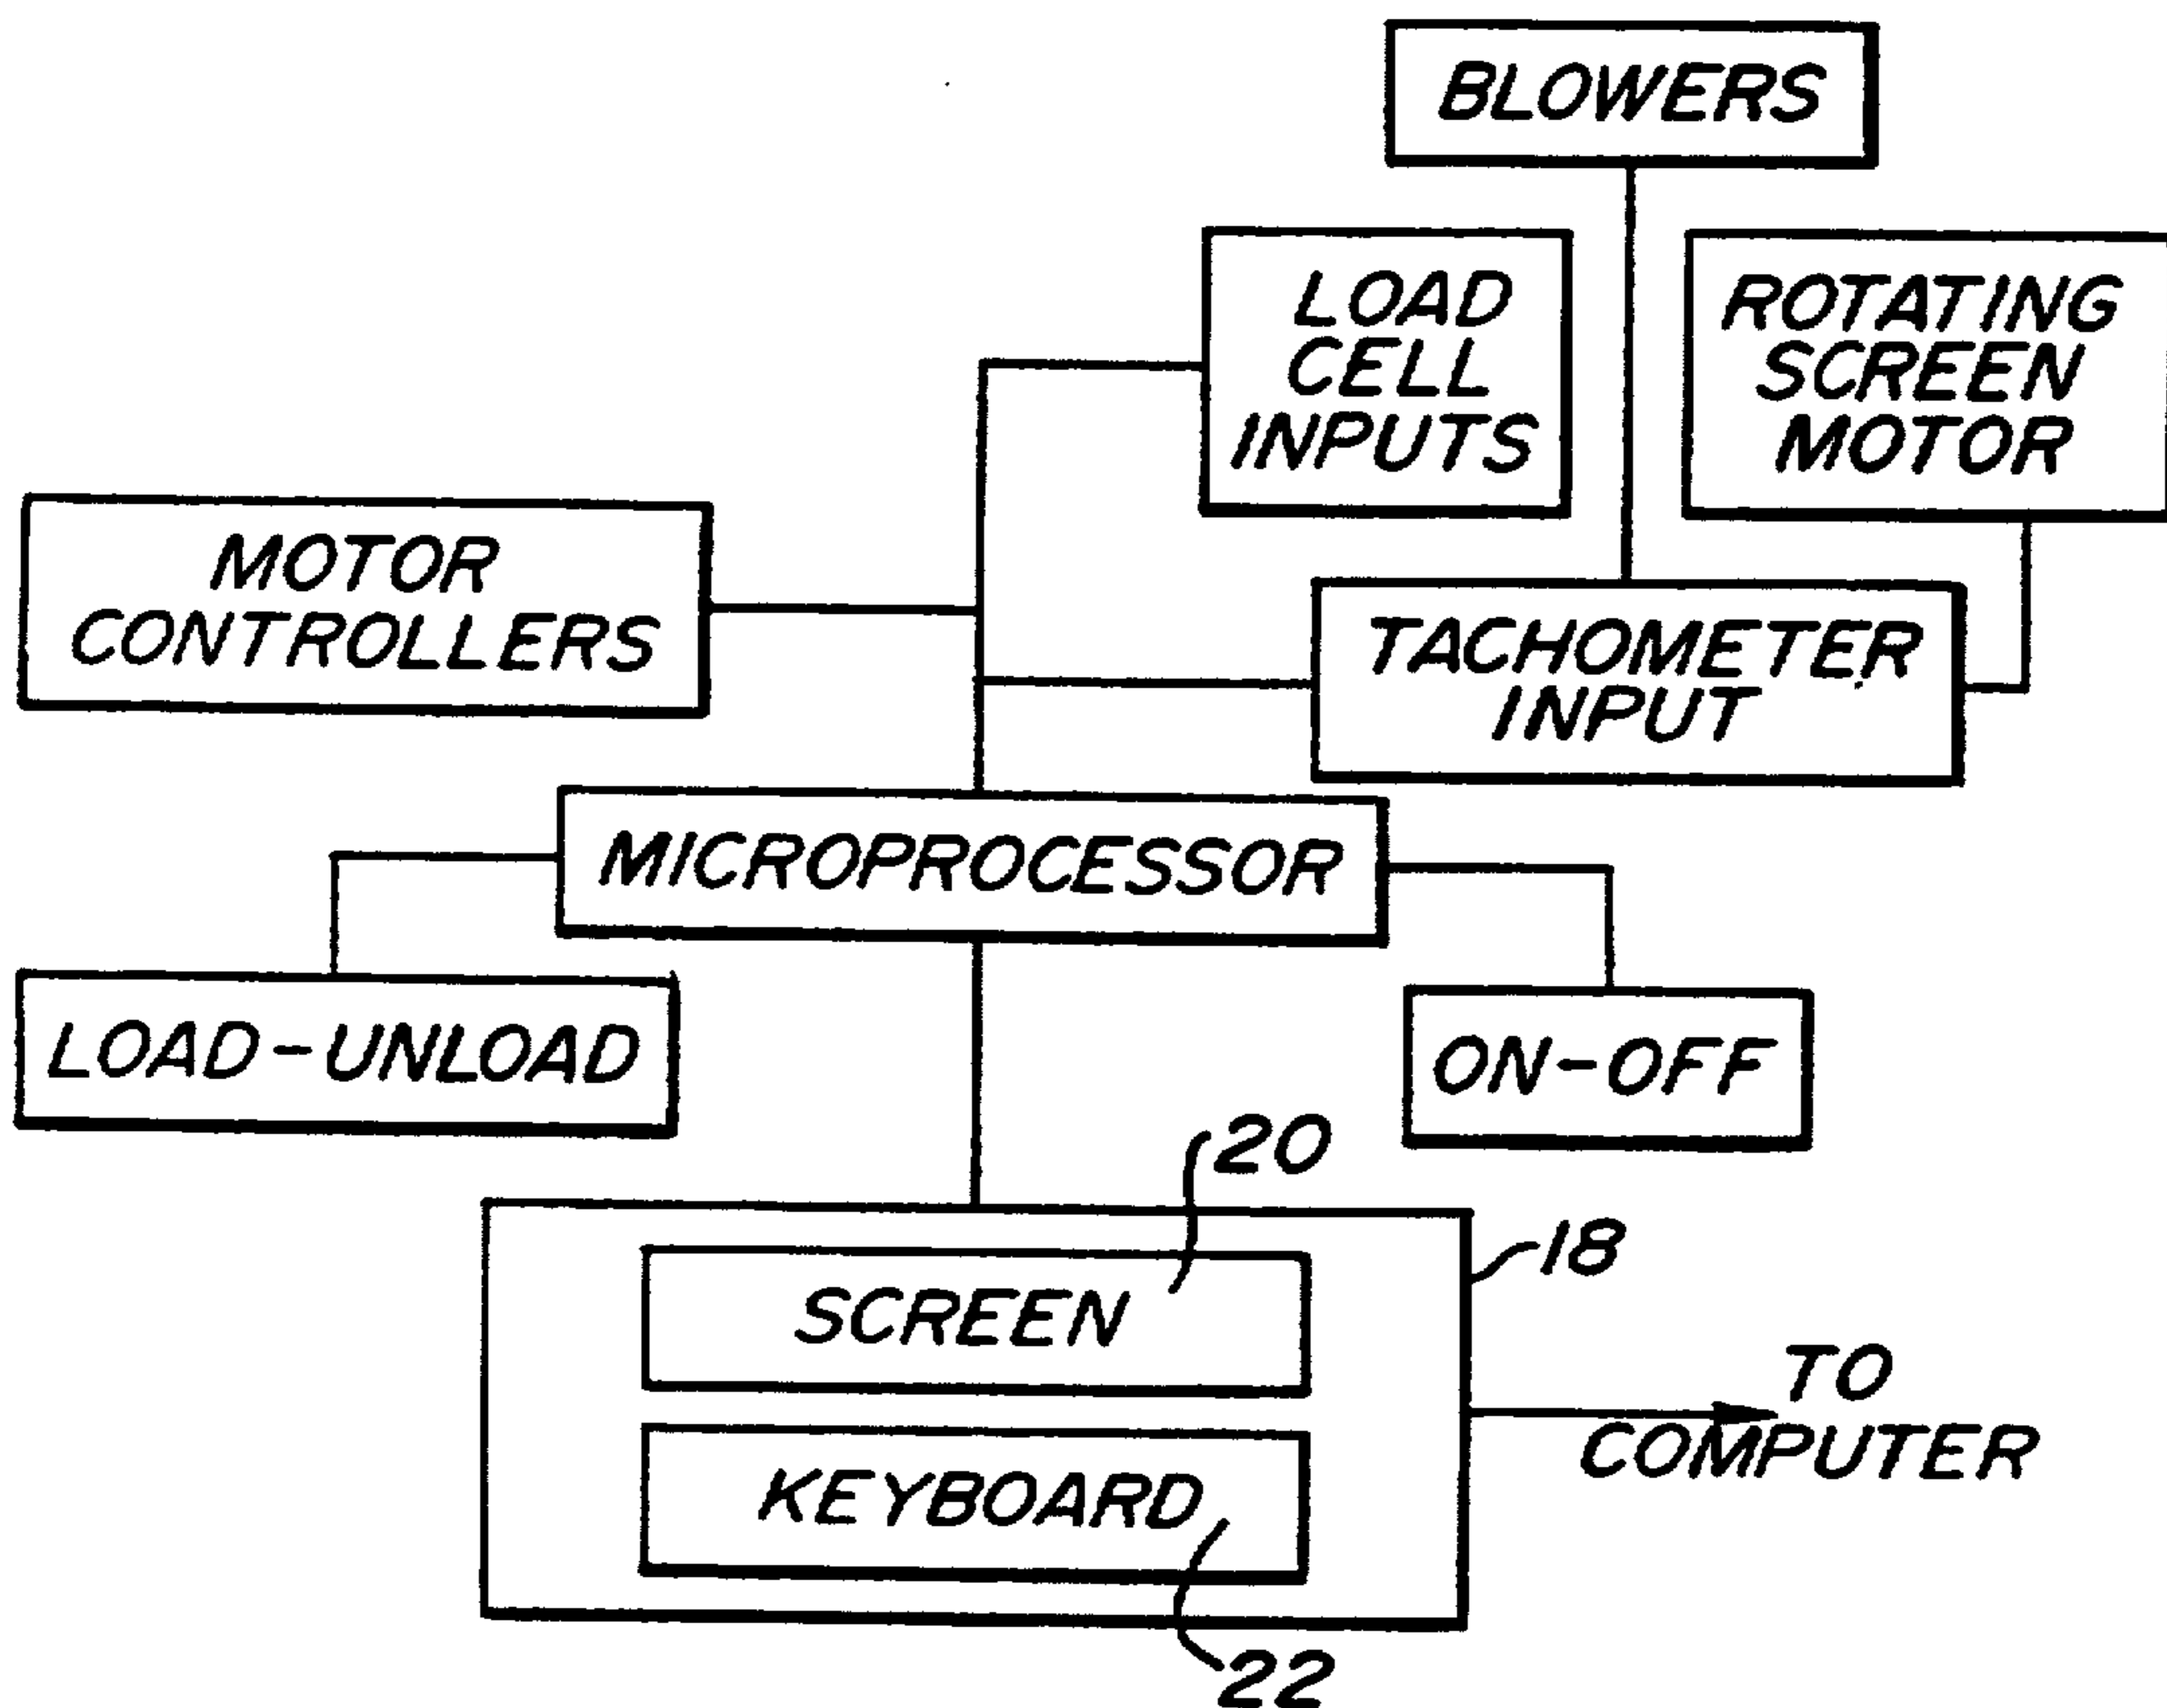 BLOWERS
LOAD
CELL
INPUTS
ROTATING
SCREEN
MOTOR
MOTOR
CONTROLLERS
TACHOMETER
INPUT
MICROPROCESSOR
LOAD-UNLOAD
ON-OFF
20
18
SCREEN
TO
COMPUTER
KEYBOARD
22